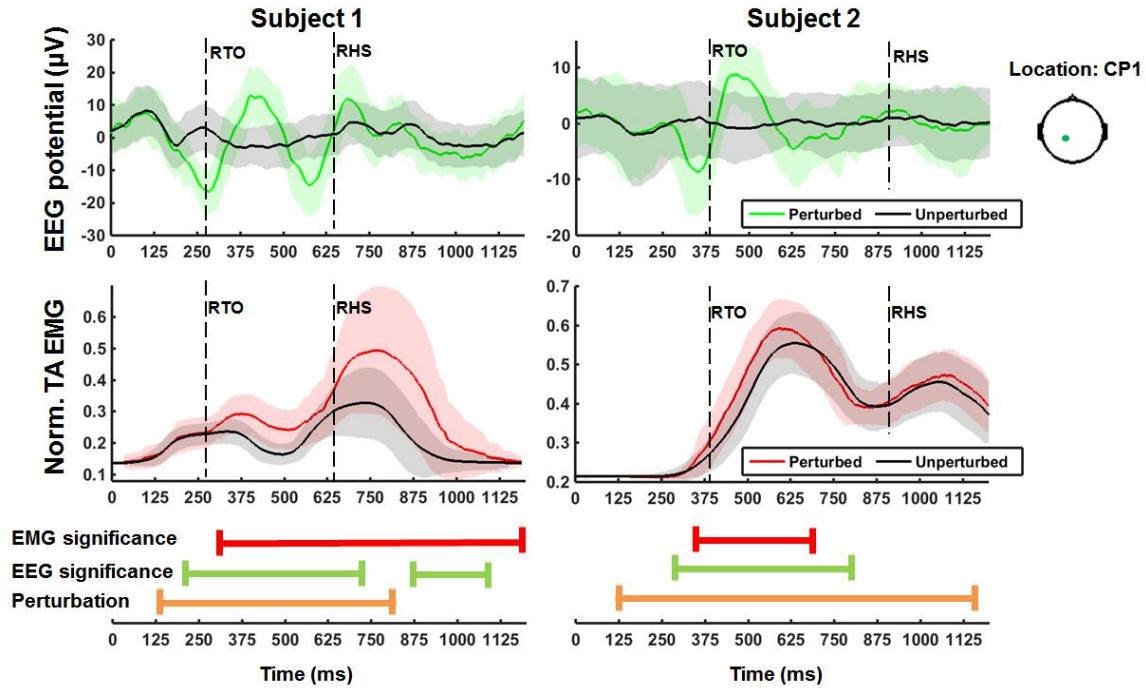 Subject 1
Subject 2
EEG potential (µV)
30
20
10
0
-10
-20
-30
RTO
RHS
0 125 250 375 500 625 750 875 1000 1125
10
0
-10
-20
RTO
RHS
Perturbed Unperturbed
0 125 250 375 500 625 750 875 1000 1125
Location: CP1
Norm. TA EMG
0.6
0.5
0.4
0.3
0.2
0.1
RTO
RHS
0 125 250 375 500 625 750 875 1000 1125
0.7
0.6
0.5
0.4
0.3
0.2
RTO
RHS
Perturbed Unperturbed
0 125 250 375 500 625 750 875 1000 1125
EMG significance
EEG significance
Perturbation
0 125 250 375 500 625 750 875 1000 1125
Time (ms)
0 125 250 375 500 625 750 875 1000 1125
Time (ms)